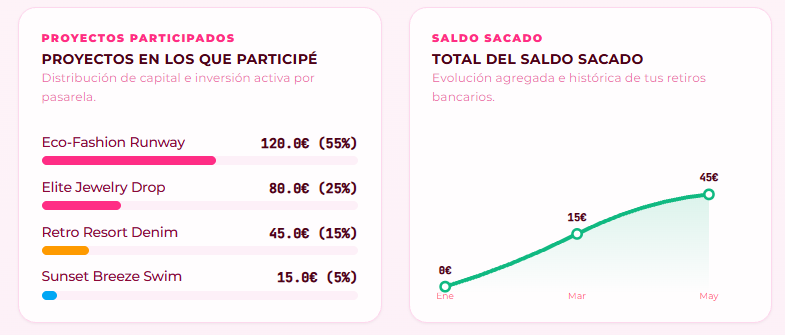 PROYECTOS PARTICIPADOS
PROYECTOS EN LOS QUE PARTICIPÉ
Distribución de capital e inversión activa por
pasarela.
Eco-Fashion Runway 120.0€ (55%)
Elite Jewelry Drop 80.0€ (25%)
Retro Resort Denim 45.0€ (15%)
Sunset Breeze Swim 15.0€ (5%)
SALDO SACADO
TOTAL DEL SALDO SACADO
Evolución agregada e histórica de tus retiros
bancarios.
45€
15€
0€
Ene Mar May